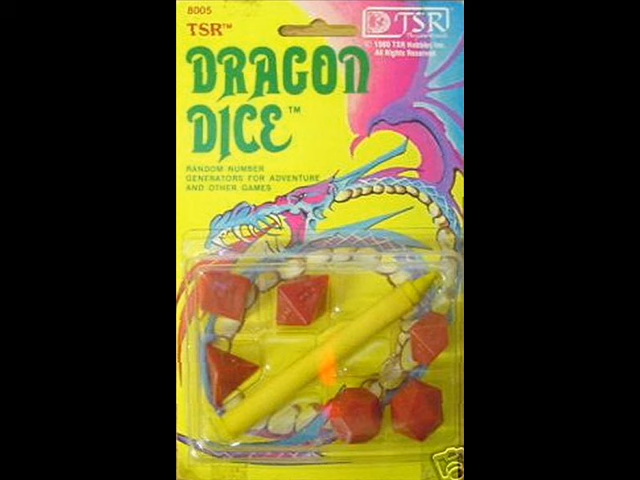 8005
TSR™
TSR
© 1980 TSR Hobbies, Inc.
All Rights Reserved.
DRAGON
DICE™
RANDOM NUMBER
GENERATORS FOR ADVENTURE
AND OTHER GAMES